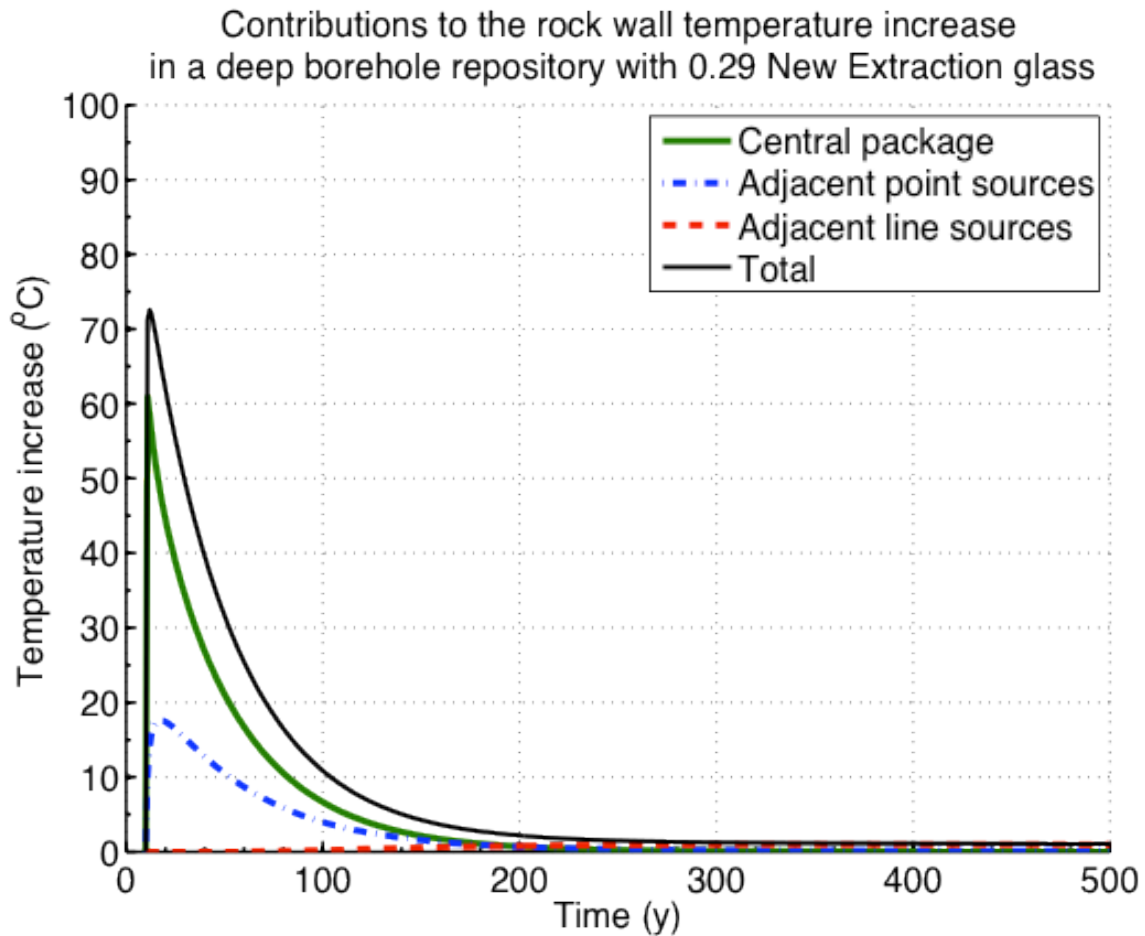 Contributions to the rock wall temperature increase
in a deep borehole repository with 0.29 New Extraction glass
Central package
Adjacent point sources
Adjacent line sources
Total
Temperature increase (ºC)
100
90
80
70
60
50
40
30
20
10
0
0 100 200 300 400 500
Time (y)